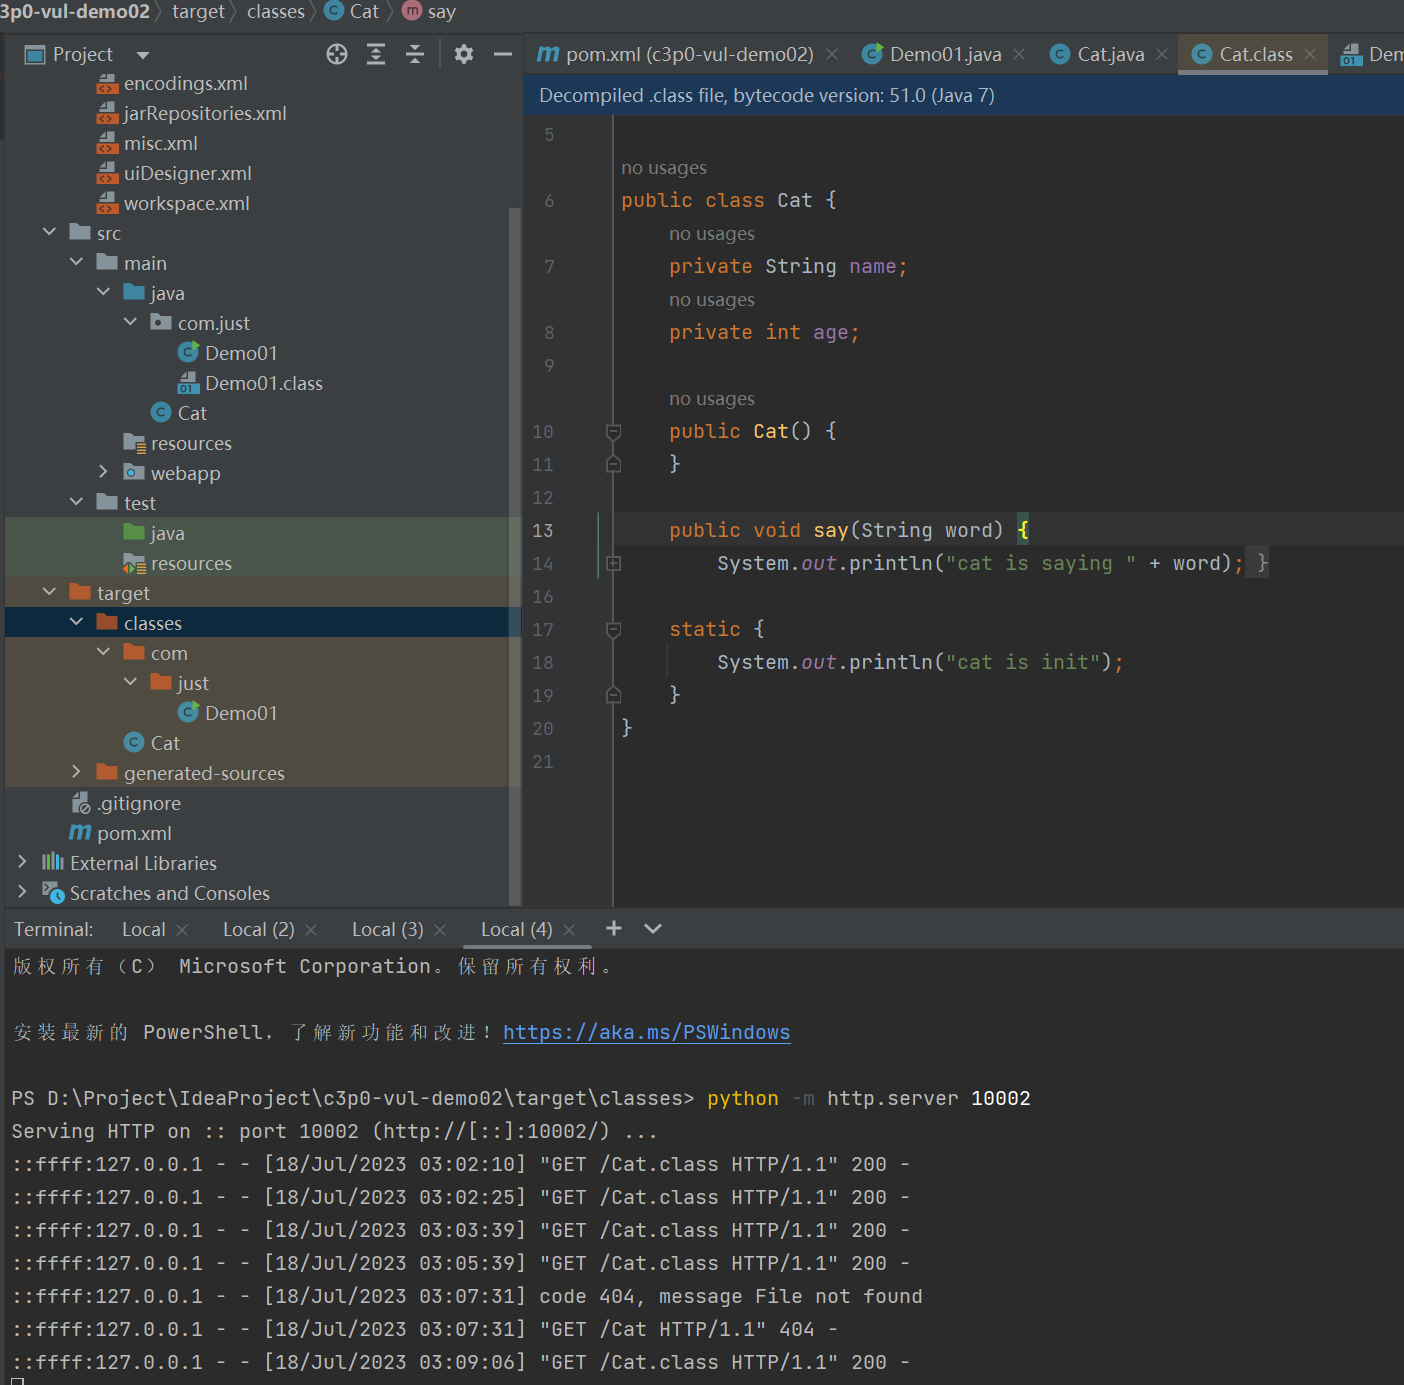 3p0-vul-demo02 target classes Cat say
Project
encodings.xml
jarRepositories.xml
misc.xml
uiDesigner.xml
workspace.xml
src
main
java
com.just
Demo01
Demo01.class
Cat
resources
webapp
test
java
resources
target
classes
com
just
Demo01
Cat
generated-sources
.gitignore
pom.xml
External Libraries
Scratches and Consoles
pom.xml (c3p0-vul-demo02) Demo01.java Cat.java Cat.class Dem
Decompiled .class file, bytecode version: 51.0 (Java 7)
5
no usages
6 public class Cat {
no usages
7 private String name;
no usages
8 private int age;
9
no usages
10 public Cat() {
11 }
12
13 public void say(String word) {
14 System.out.println("cat is saying " + word); }
16
17 static {
18 System.out.println("cat is init");
19 }
20 }
21
Terminal: Local Local (2) Local (3) Local (4)
版权所有（C） Microsoft Corporation。保留所有权利。
安装最新的 PowerShell，了解新功能和改进！https://aka.ms/PSWindows
PS D:\Project\IdeaProject\c3p0-vul-demo02\target\classes> python -m http.server 10002
Serving HTTP on :: port 10002 (http://[::]:10002/) ...
::ffff:127.0.0.1 - - [18/Jul/2023 03:02:10] "GET /Cat.class HTTP/1.1" 200 -
::ffff:127.0.0.1 - - [18/Jul/2023 03:02:25] "GET /Cat.class HTTP/1.1" 200 -
::ffff:127.0.0.1 - - [18/Jul/2023 03:03:39] "GET /Cat.class HTTP/1.1" 200 -
::ffff:127.0.0.1 - - [18/Jul/2023 03:05:39] "GET /Cat.class HTTP/1.1" 200 -
::ffff:127.0.0.1 - - [18/Jul/2023 03:07:31] code 404, message File not found
::ffff:127.0.0.1 - - [18/Jul/2023 03:07:31] "GET /Cat HTTP/1.1" 404 -
::ffff:127.0.0.1 - - [18/Jul/2023 03:09:06] "GET /Cat.class HTTP/1.1" 200 -